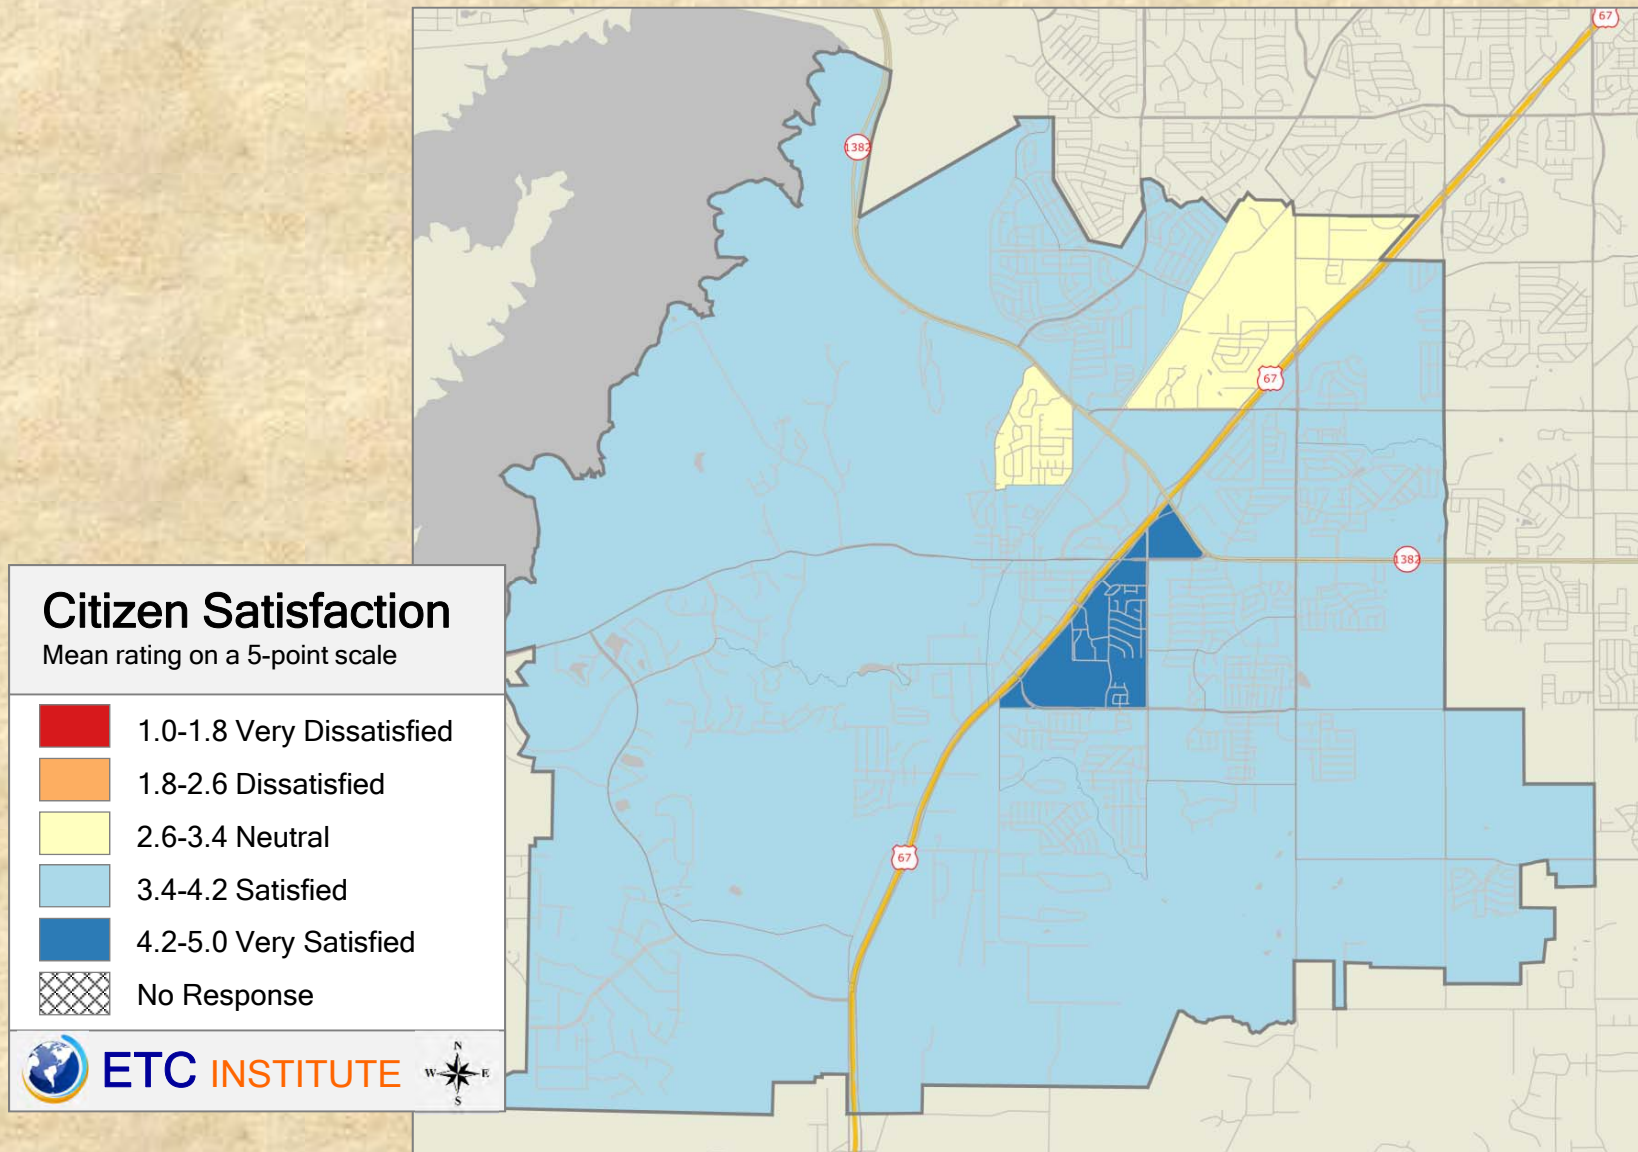 67
1382
67
1382
67
Citizen Satisfaction
Mean rating on a 5-point scale
1.0-1.8 Very Dissatisfied
1.8-2.6 Dissatisfied
2.6-3.4 Neutral
3.4-4.2 Satisfied
4.2-5.0 Very Satisfied
No Response
ETC INSTITUTE
N
W E
S